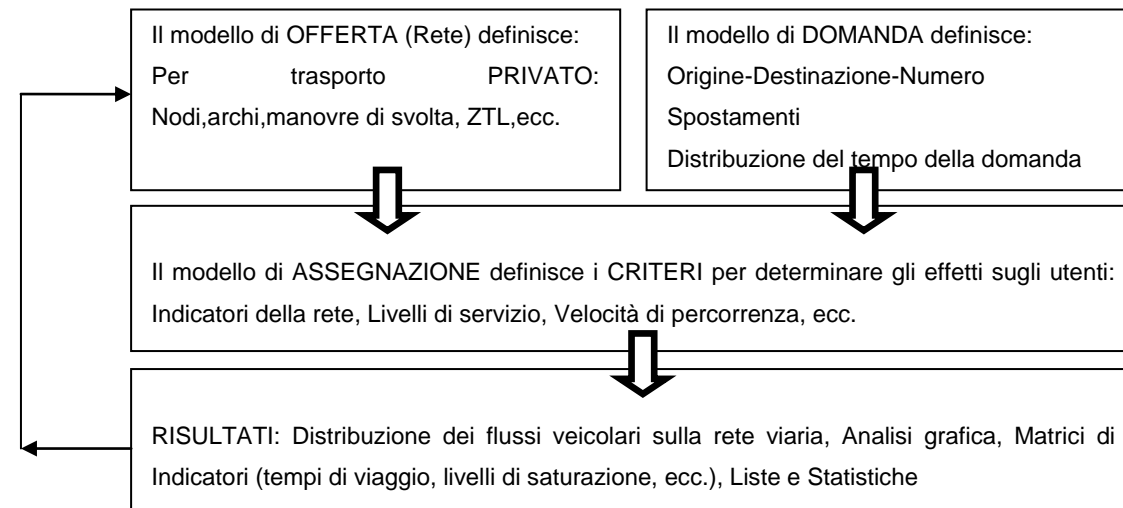 Il modello di OFFERTA (Rete) definisce:
Per trasporto PRIVATO:
Nodi,archi,manovre di svolta, ZTL,ecc.
Il modello di DOMANDA definisce:
Origine-Destinazione-Numero
Spostamenti
Distribuzione del tempo della domanda
Il modello di ASSEGNAZIONE definisce i CRITERI per determinare gli effetti sugli utenti:
Indicatori della rete, Livelli di servizio, Velocità di percorrenza, ecc.
RISULTATI: Distribuzione dei flussi veicolari sulla rete viaria, Analisi grafica, Matrici di
Indicatori (tempi di viaggio, livelli di saturazione, ecc.), Liste e Statistiche